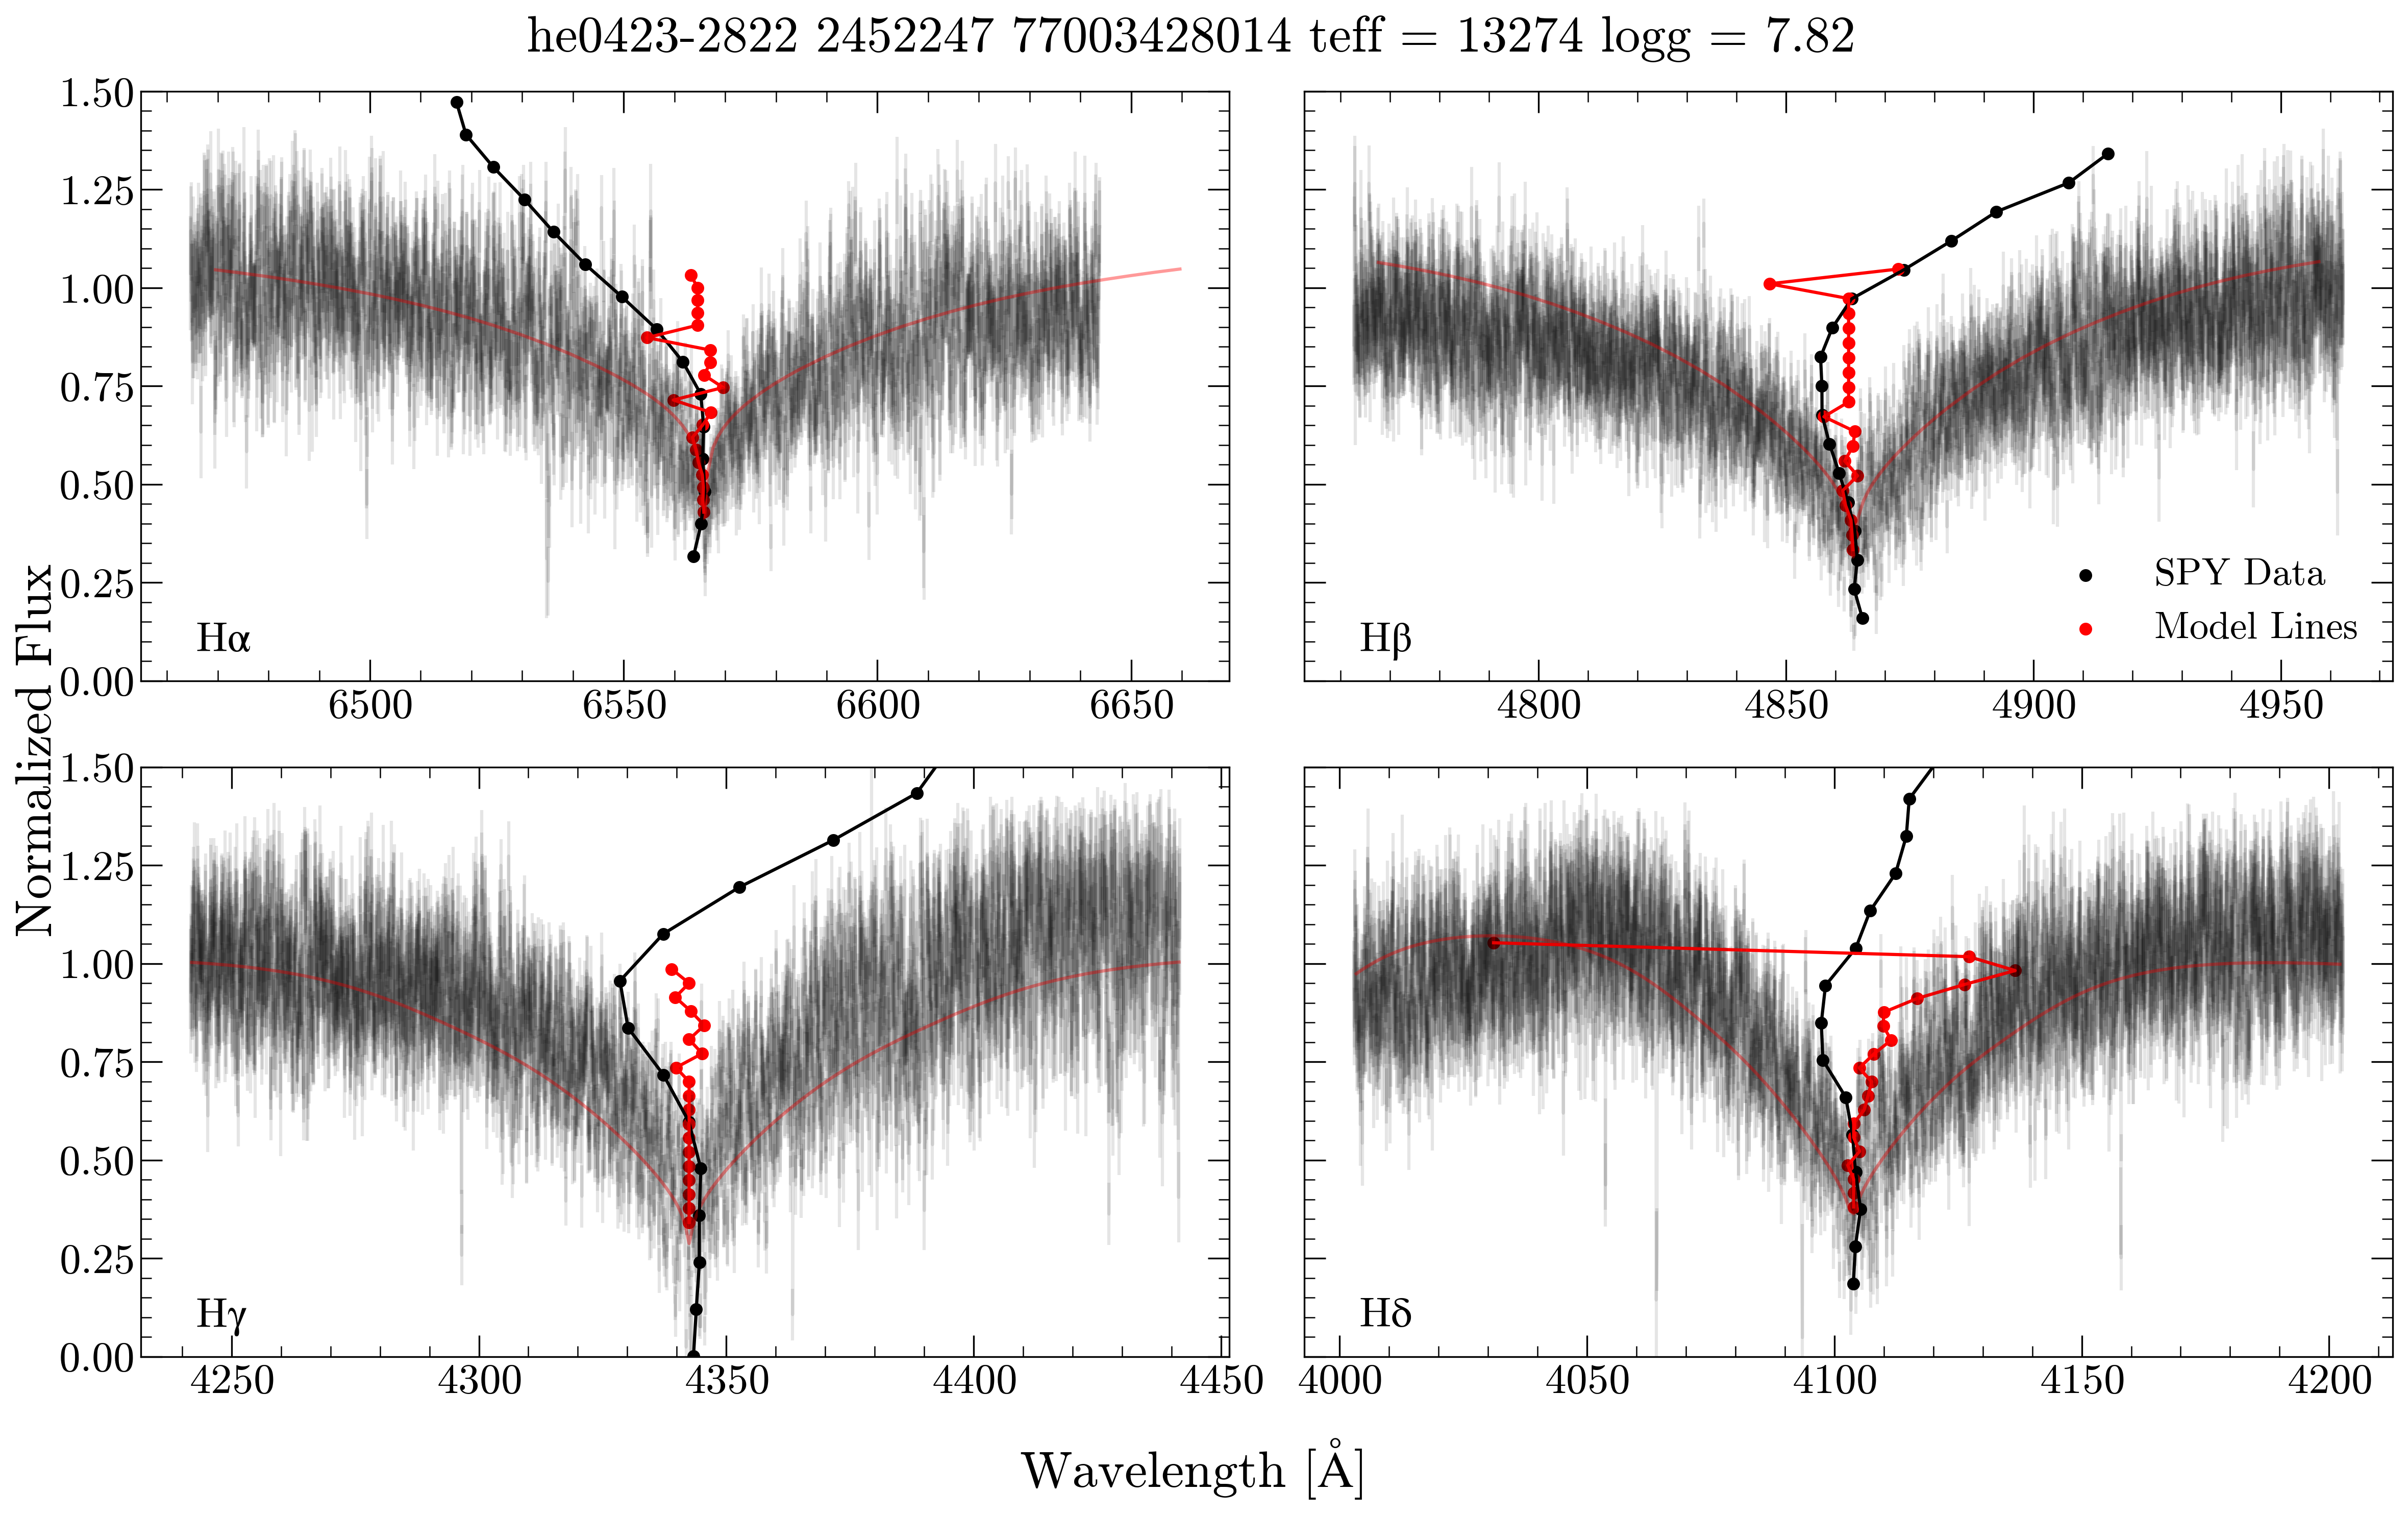 he0423-2822 2452247 77003428014 teff = 13274 logg = 7.82
Normalized Flux
1.50
1.25
1.00
0.75
0.50
0.25
0.00
Hα
6500 6550 6600 6650
Hβ
SPY Data
Model Lines
4800 4850 4900 4950
1.50
1.25
1.00
0.75
0.50
0.25
0.00
Hγ
4250 4300 4350 4400 4450
Hδ
4000 4050 4100 4150 4200
Wavelength [Å]